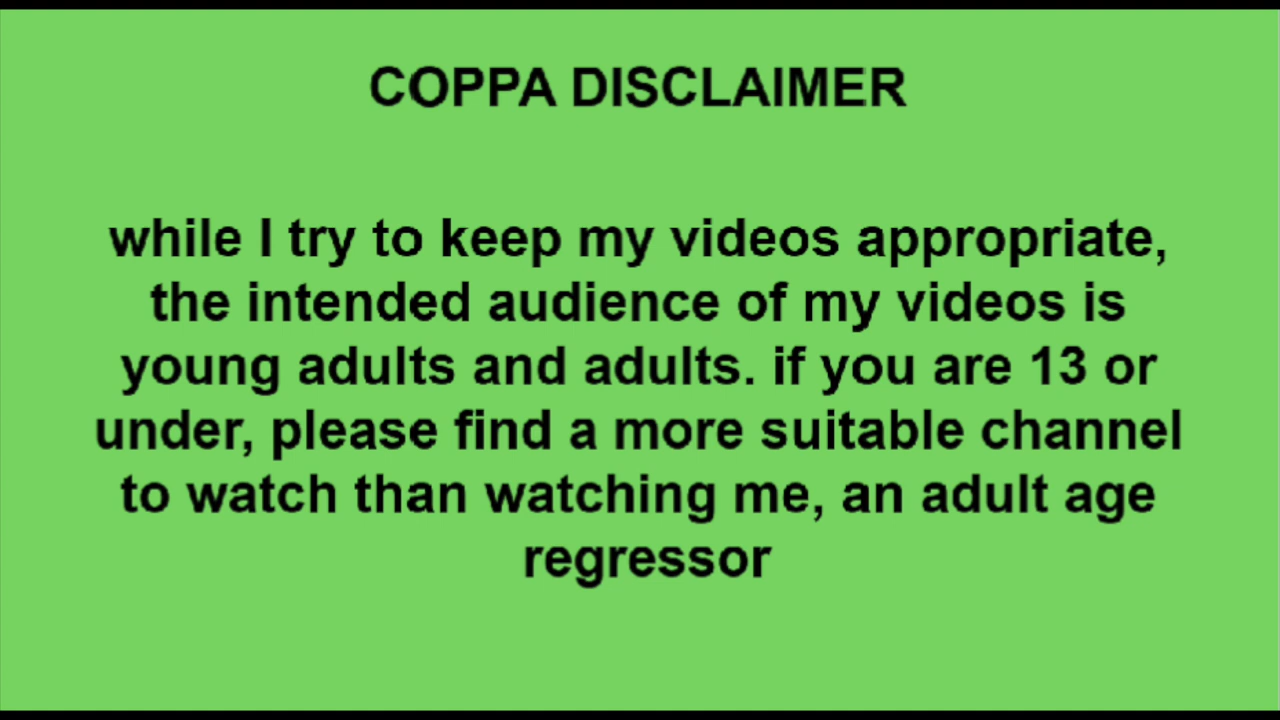 COPPA DISCLAIMER
while I try to keep my videos appropriate,
the intended audience of my videos is
young adults and adults. if you are 13 or
under, please find a more suitable channel
to watch than watching me, an adult age
regressor